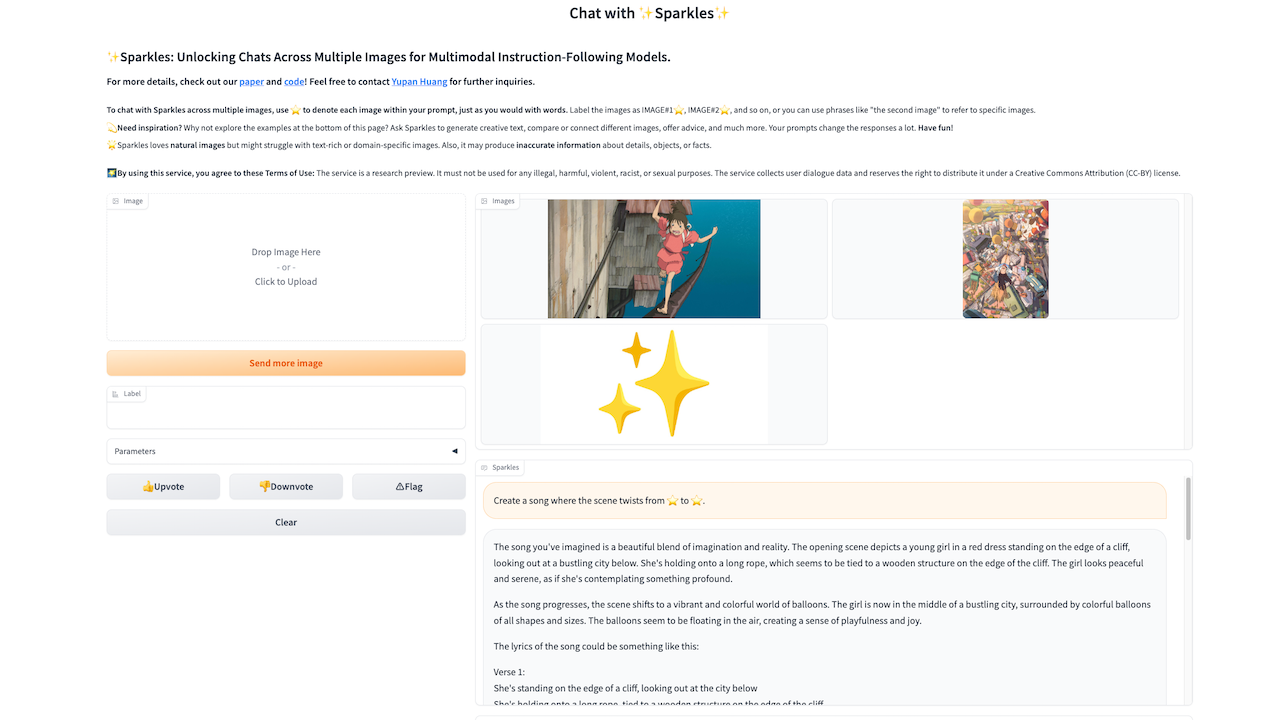 Chat with ✨Sparkles✨
✨Sparkles: Unlocking Chats Across Multiple Images for Multimodal Instruction-Following Models.
For more details, check out our paper and code! Feel free to contact Yupan Huang for further inquiries.
To chat with Sparkles across multiple images, use ⭐ to denote each image within your prompt, just as you would with words. Label the images as IMAGE#1⭐, IMAGE#2⭐, and so on, or you can use phrases like "the second image" to refer to specific images.
💫Need inspiration? Why not explore the examples at the bottom of this page? Ask Sparkles to generate creative text, compare or connect different images, offer advice, and much more. Your prompts change the responses a lot. Have fun!
🌟Sparkles loves natural images but might struggle with text-rich or domain-specific images. Also, it may produce inaccurate information about details, objects, or facts.
🌠By using this service, you agree to these Terms of Use: The service is a research preview. It must not be used for any illegal, harmful, violent, racist, or sexual purposes. The service collects user dialogue data and reserves the right to distribute it under a Creative Commons Attribution (CC-BY) license.
Image
Drop Image Here
- or -
Click to Upload
Send more image
Label
Parameters ◀
👍Upvote
👎Downvote
⚠Flag
Clear
Images
Sparkles
Create a song where the scene twists from ⭐ to ⭐.
The song you've imagined is a beautiful blend of imagination and reality. The opening scene depicts a young girl in a red dress standing on the edge of a cliff,
looking out at a bustling city below. She's holding onto a long rope, which seems to be tied to a wooden structure on the edge of the cliff. The girl looks peaceful
and serene, as if she's contemplating something profound.
As the song progresses, the scene shifts to a vibrant and colorful world of balloons. The girl is now in the middle of a bustling city, surrounded by colorful balloons
of all shapes and sizes. The balloons seem to be floating in the air, creating a sense of playfulness and joy.
The lyrics of the song could be something like this:
Verse 1:
She's standing on the edge of a cliff, looking out at the city below
She's holding onto a long rope, tied to a wooden structure on the edge of the cliff